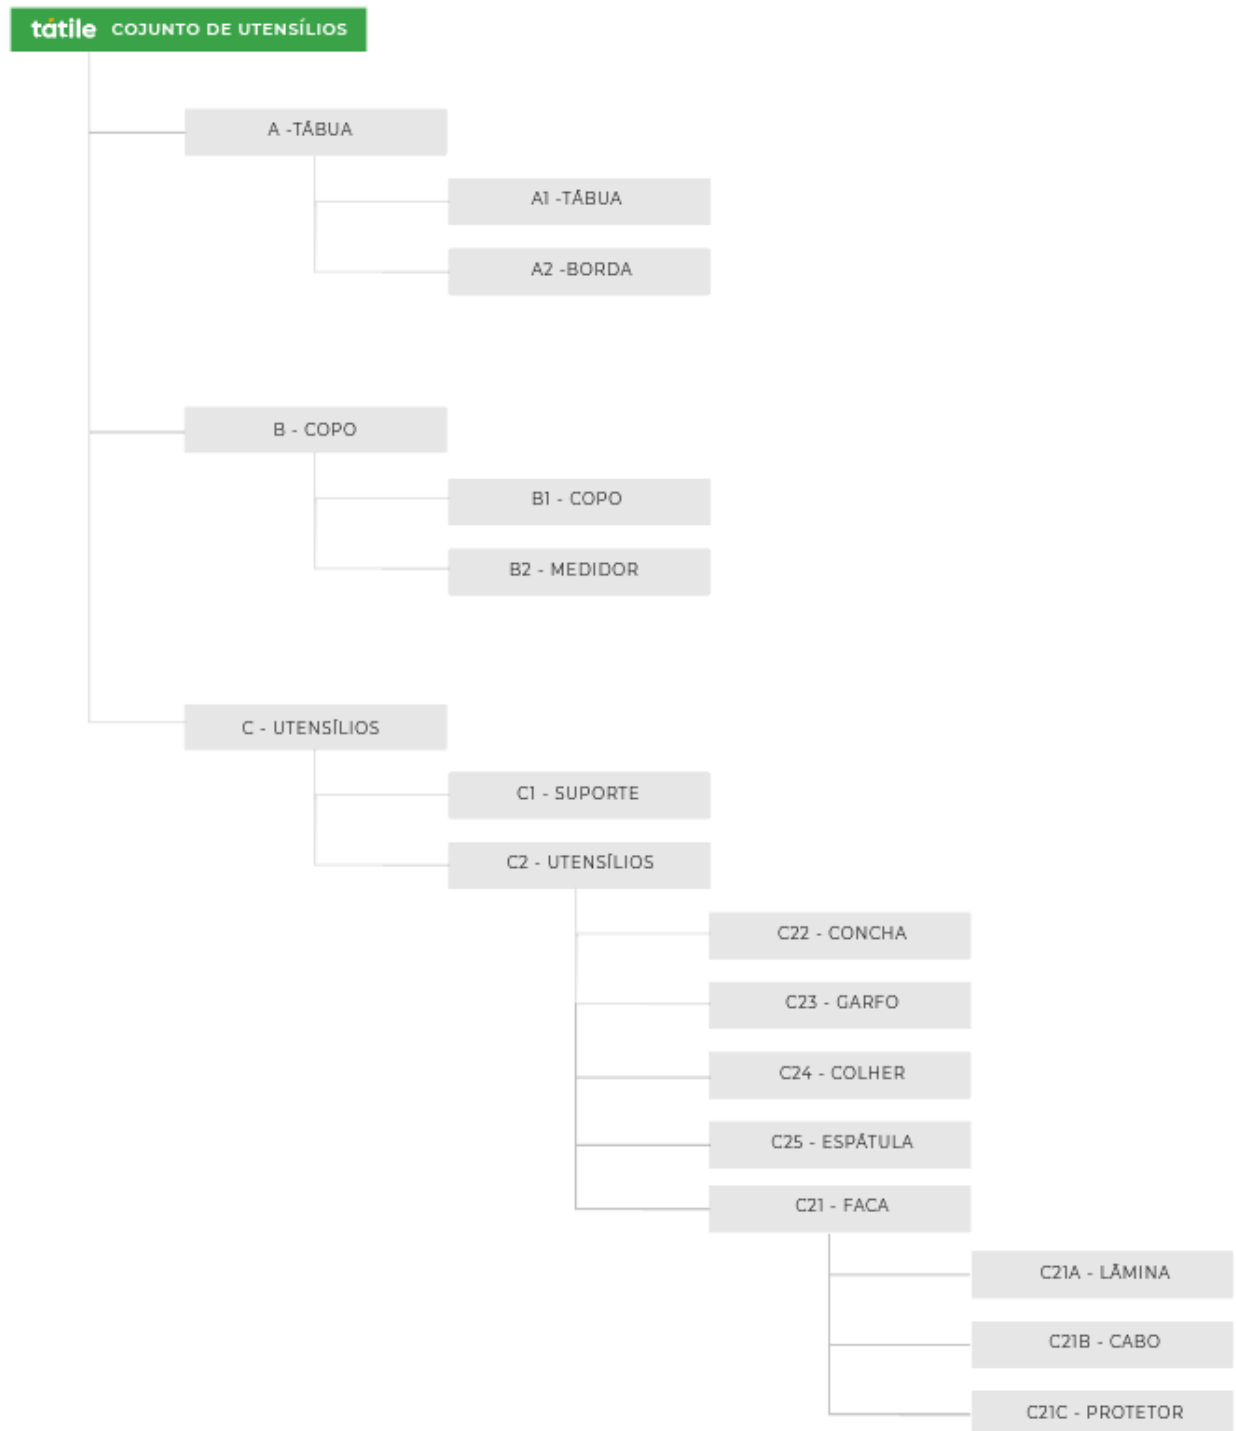 tátile COJUNTO DE UTENSÍLIOS
A -TÁBUA
A1 -TÁBUA
A2 -BORDA
B - COPO
B1 - COPO
B2 - MEDIDOR
C - UTENSÍLIOS
C1 - SUPORTE
C2 - UTENSÍLIOS
C22 - CONCHA
C23 - GARFO
C24 - COLHER
C25 - ESPÁTULA
C21 - FACA
C21A - LÂMINA
C21B - CABO
C21C - PROTETOR